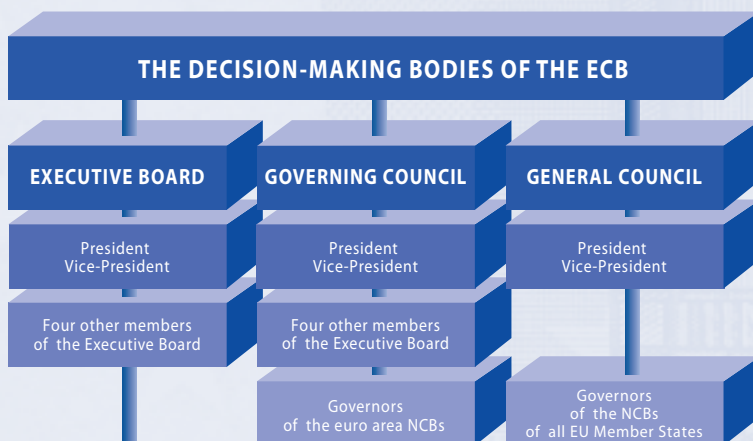 THE DECISION-MAKING BODIES OF THE ECB
EXECUTIVE BOARD
President
Vice-President
Four other members
of the Executive Board
GOVERNING COUNCIL
President
Vice-President
Four other members
of the Executive Board
Governors
of the euro area NCBs
GENERAL COUNCIL
President
Vice-President
Governors
of the NCBs
of all EU Member States